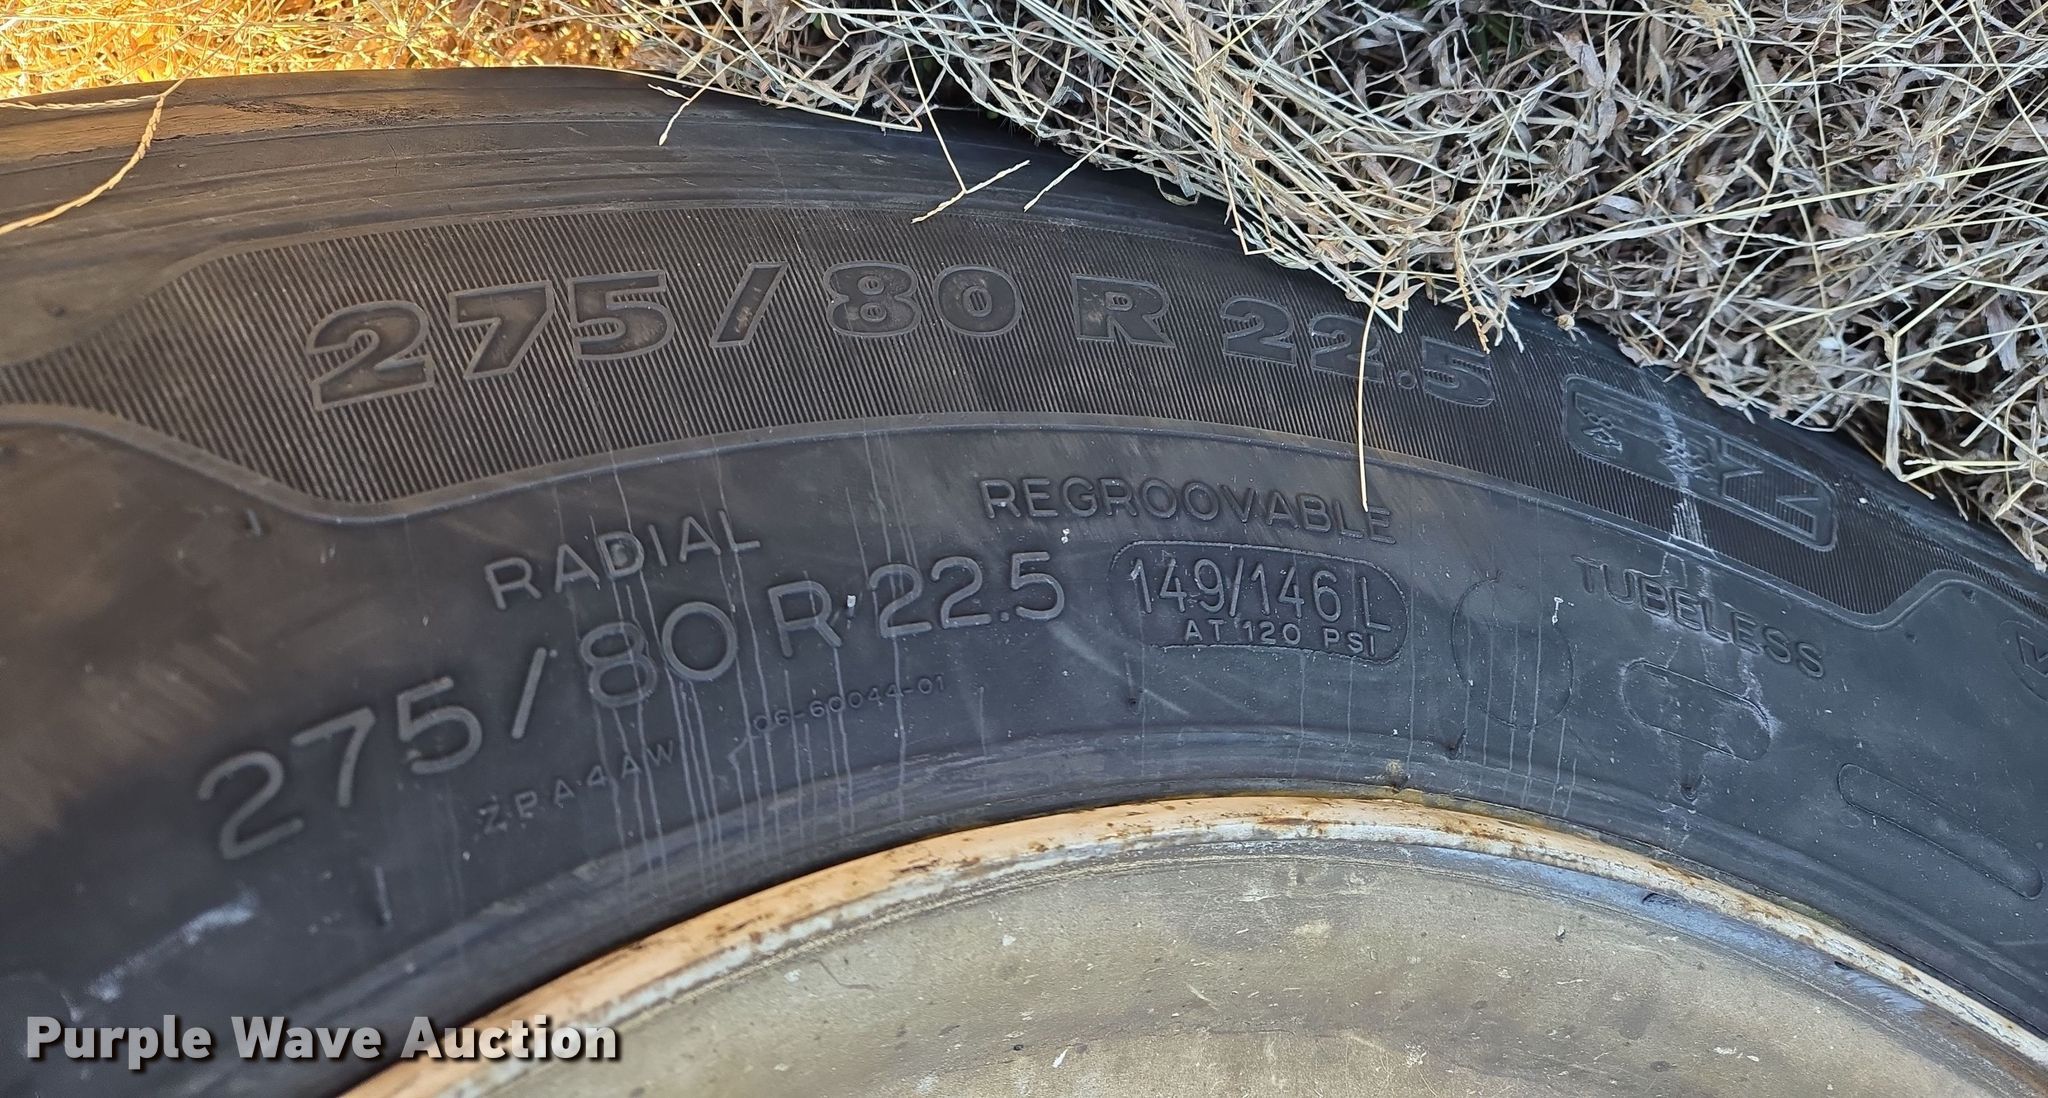 275/80 R 22.5
REGROOVABLE
RADIAL
275/80 R 22.5
149/146 L
AT 120 PSI
TUBELESS
06-60044-01
ZPA4AW
Purple Wave Auction